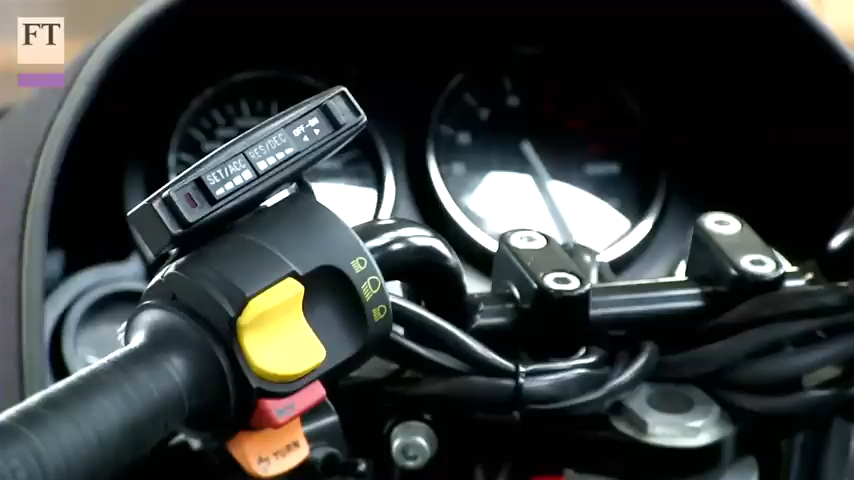 FT
SET/ACC
RES/DEC
OFF-ON
TURN